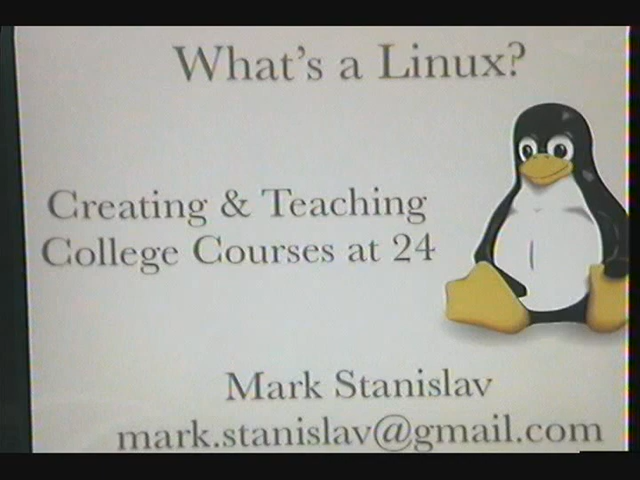 What's a Linux?
Creating & Teaching
College Courses at 24
Mark Stanislav
mark.stanislav@gmail.com